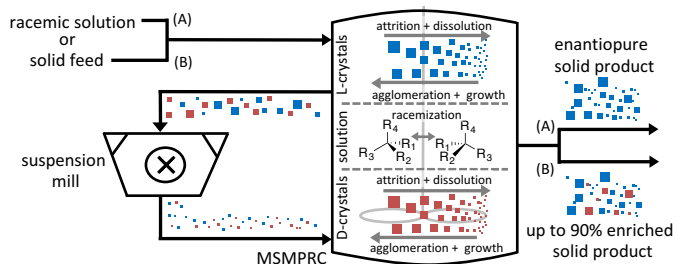 racemic solution
or
solid feed
(A)
(B)
suspension
mill
MSMPRC
L-crystals
attrition + dissolution
agglomeration + growth
solution
racemization
R4
R3
R1
R2
R4
R1
R2
R3
D-crystals
attrition + dissolution
agglomeration + growth
enantiopure
solid product
(A)
(B)
up to 90% enriched
solid product